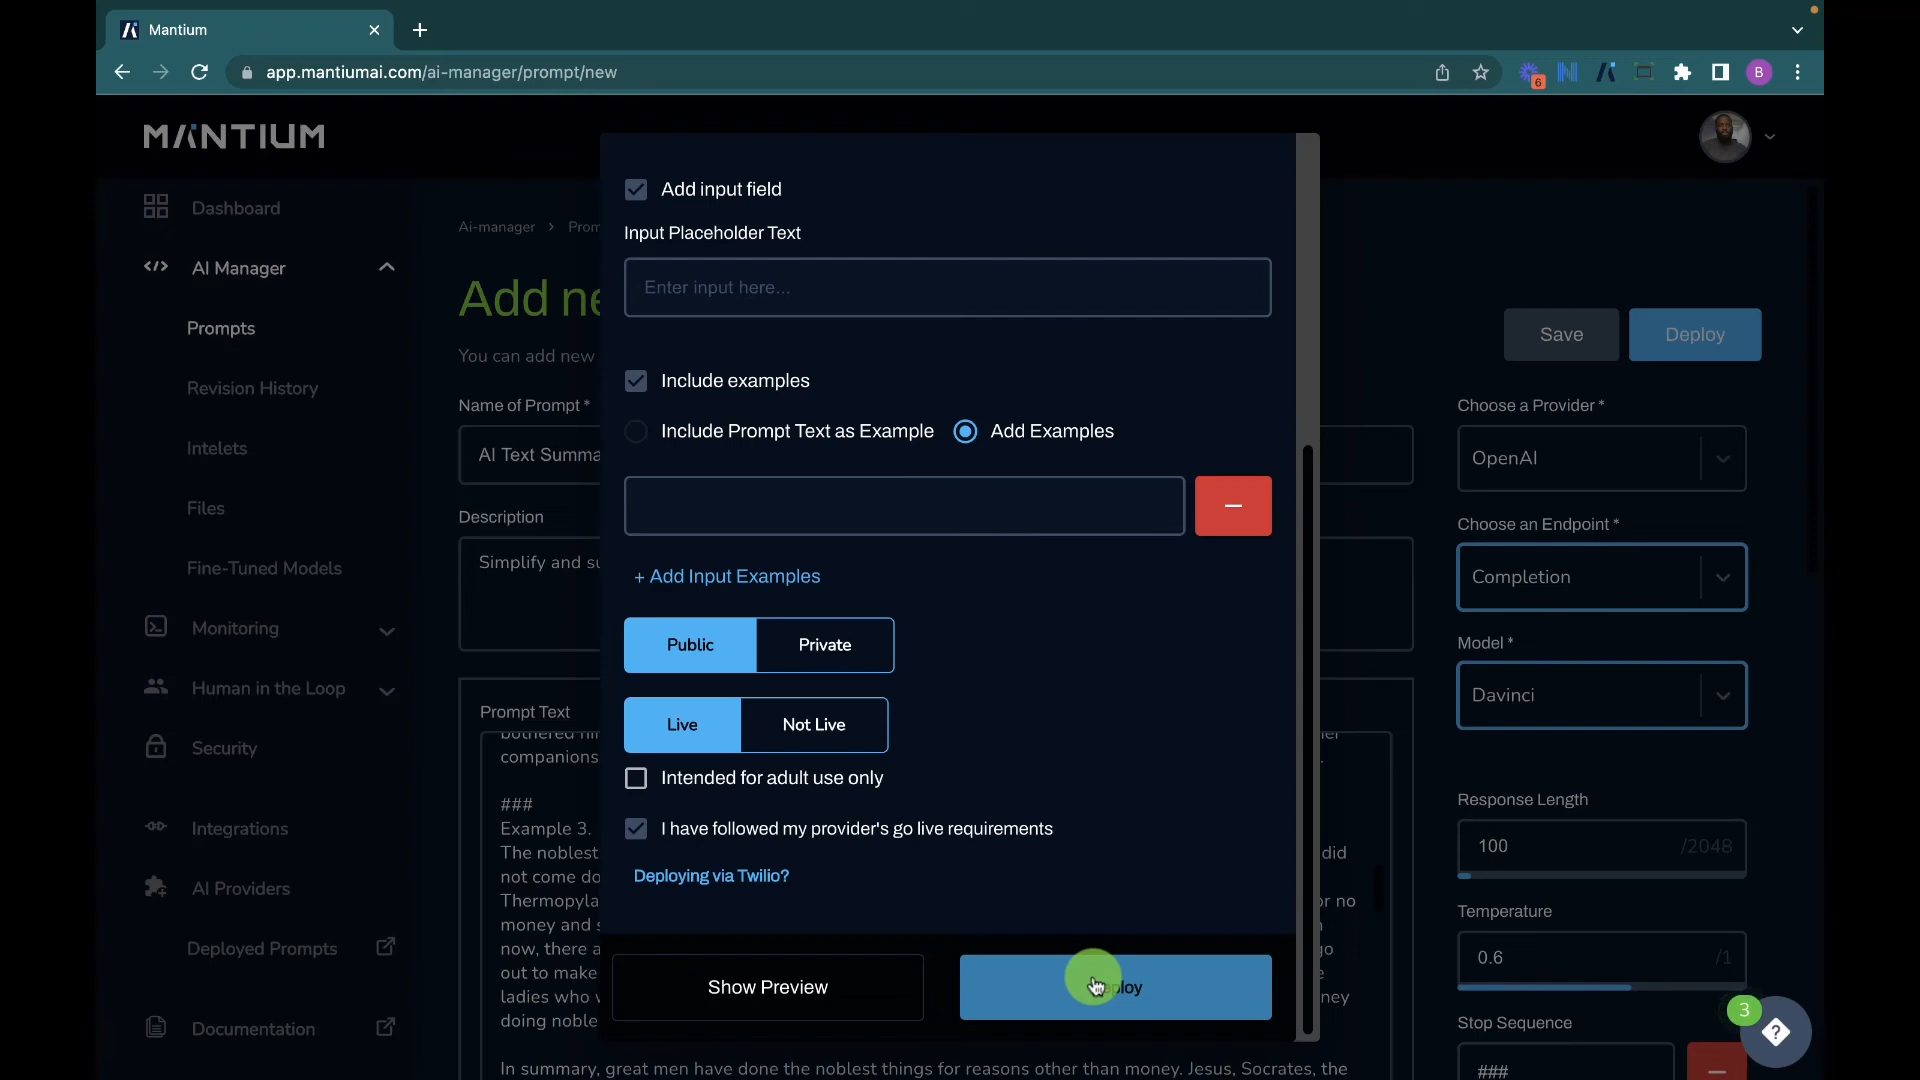 Mantium
app.mantiumai.com/ai-manager/prompt/new
6
B
MANTIUM
Dashboard
AI Manager
Prompts
Revision History
Intelets
Files
Fine-Tuned Models
Monitoring
Human in the Loop
Security
Integrations
AI Providers
Deployed Prompts
Documentation
Ai-manager > Prom
Add ne
You can add new
Name of Prompt *
AI Text Summa
Description
Simplify and su
Prompt Text
companions
###
Example 3.
The noblest
did
not come do
Thermopyla
or no
money and s
now, there a
go
out to make
ladies who
ney
doing noble
In summary, great men have done the noblest things for reasons other than money. Jesus, Socrates, the
Add input field
Input Placeholder Text
Enter input here...
Include examples
Include Prompt Text as Example
Add Examples
+ Add Input Examples
Public
Private
Live
Not Live
Intended for adult use only
I have followed my provider's go live requirements
Deploying via Twilio?
Show Preview
Save
Deploy
Choose a Provider *
OpenAI
Choose an Endpoint *
Completion
Model *
Davinci
Response Length
100
/2048
Temperature
0.6
/1
3
Stop Sequence
###